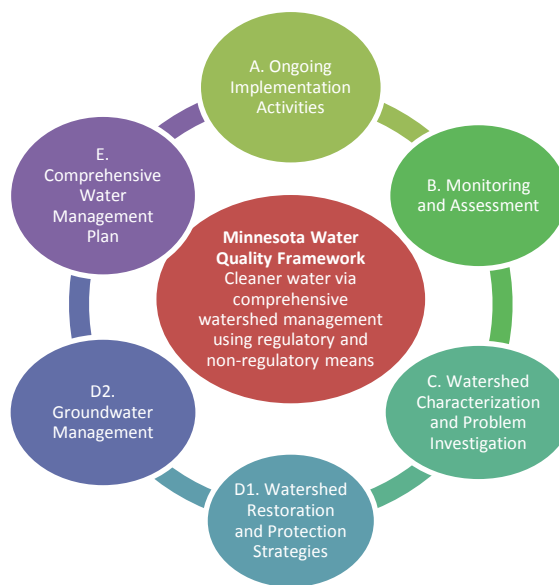 A. Ongoing
Implementation
Activities
B. Monitoring
and Assessment
C. Watershed
Characterization
and Problem
Investigation
D1. Watershed
Restoration
and Protection
Strategies
D2.
Groundwater
Management
E.
Comprehensive
Water
Management
Plan
Minnesota Water
Quality Framework
Cleaner water via
comprehensive
watershed management
using regulatory and
non-regulatory means